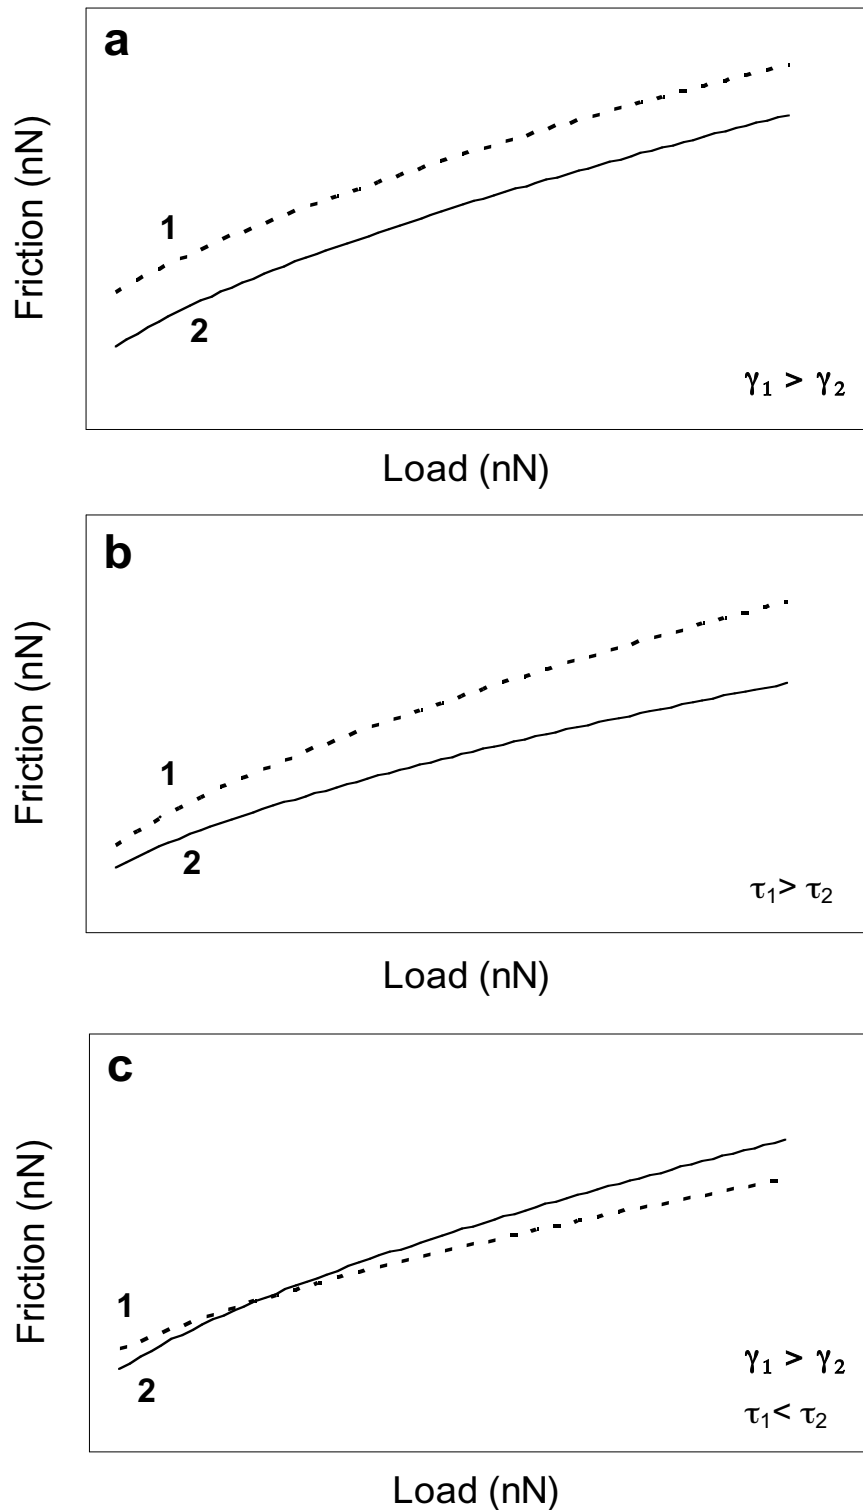 a
Friction (nN)
1
2
γ₁ > γ₂
Load (nN)
b
Friction (nN)
1
2
τ₁> τ₂
Load (nN)
c
Friction (nN)
1
2
γ₁ > γ₂
τ₁< τ₂
Load (nN)